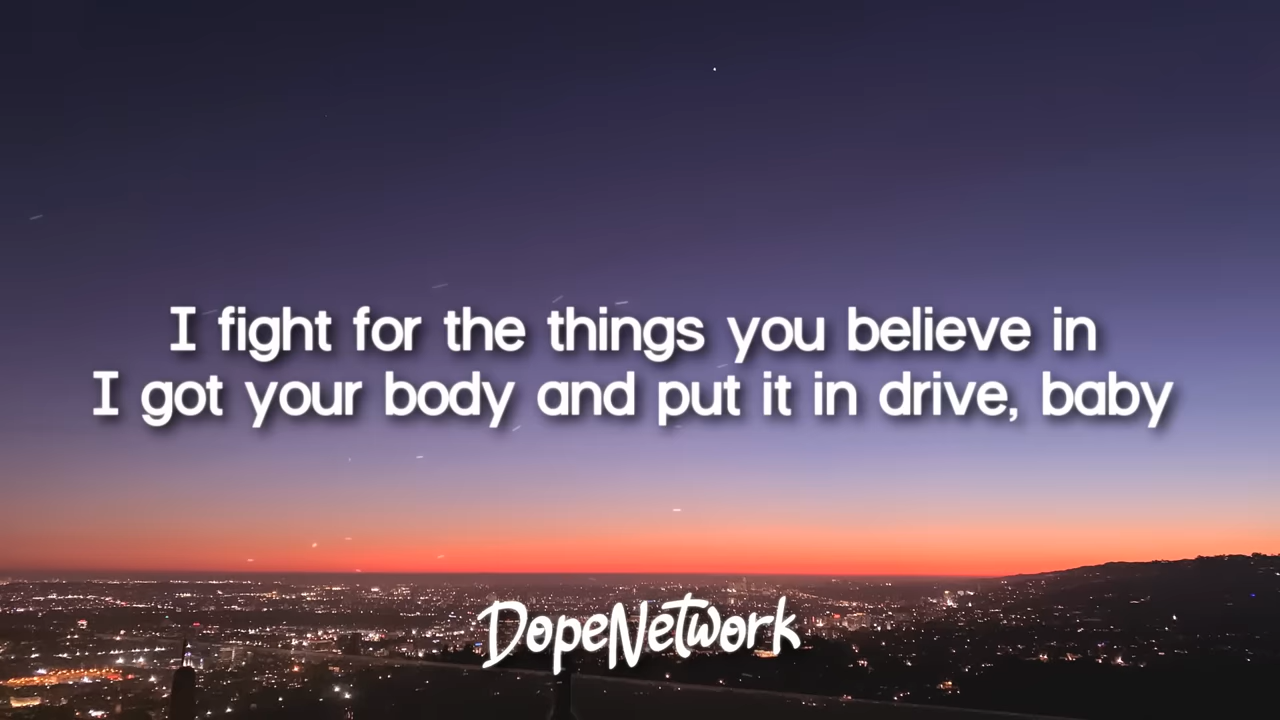 I fight for the things you believe in
I got your body and put it in drive, baby
DopeNetwork